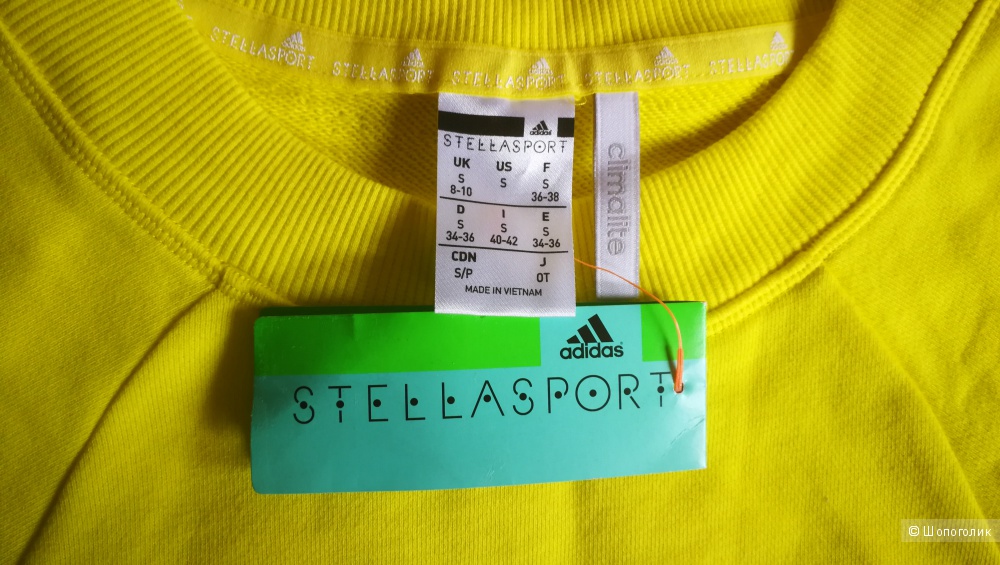 STELLASPORT STELLASPORT STELLASPORT STELLASPORT STELLASPORT
adidas
STELLASPORT
UK US F
S S S
8-10 36-38
D I E
S S S
34-36 40-42 34-36
CDN J
S/P OT
MADE IN VIETNAM
climalite
adidas
STELLASPORT
© Шопоголик